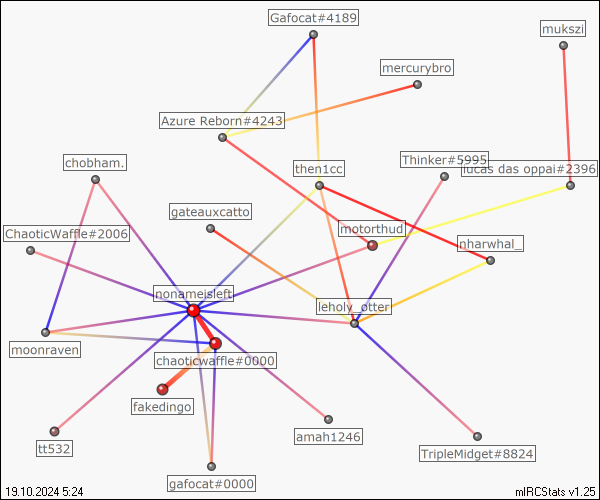 Gafocat#4189
mukszi
mercurybro
Azure Reborn#4243
chobham.
then1cc
Thinker#5995
lucas das oppai#2396
gateauxcatto
motorthud
ChaoticWaffle#2006
nharwhal_
nonameisleft
leholy_otter
moonraven
chaoticwaffle#0000
fakedingo
tt532
amah1246
TripleMidget#8824
gafocat#0000
19.10.2024 5:24
mIRCStats v1.25